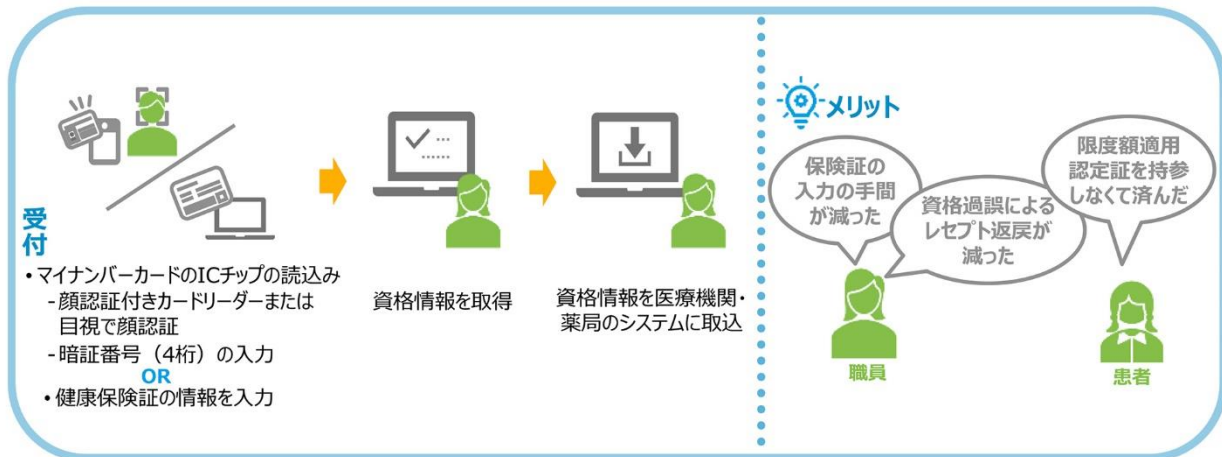 受付
・マイナンバーカードのICチップの読込み
-顔認証付きカードリーダーまたは
目視で顔認証
-暗証番号（4桁）の入力
OR
・健康保険証の情報を入力
資格情報を取得
資格情報を医療機関・
薬局のシステムに取込
メリット
保険証の
入力の手間
が減った
資格過誤による
レセプト返戻が
減った
限度額適用
認定証を持参
しなくて済んだ
職員
患者